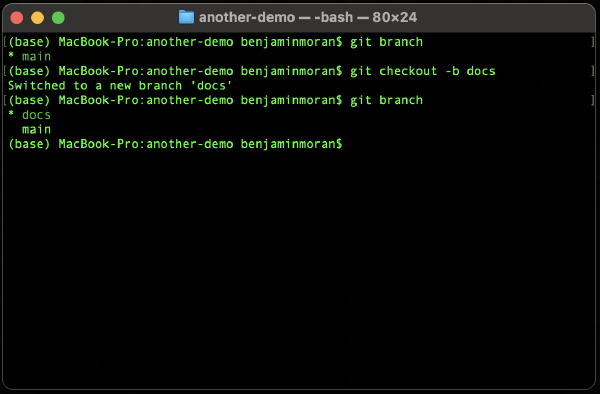 another-demo — -bash — 80×24
[(base) MacBook-Pro:another-demo benjaminmoran$ git branch ]
* main
[(base) MacBook-Pro:another-demo benjaminmoran$ git checkout -b docs ]
Switched to a new branch 'docs'
[(base) MacBook-Pro:another-demo benjaminmoran$ git branch ]
* docs
  main
(base) MacBook-Pro:another-demo benjaminmoran$